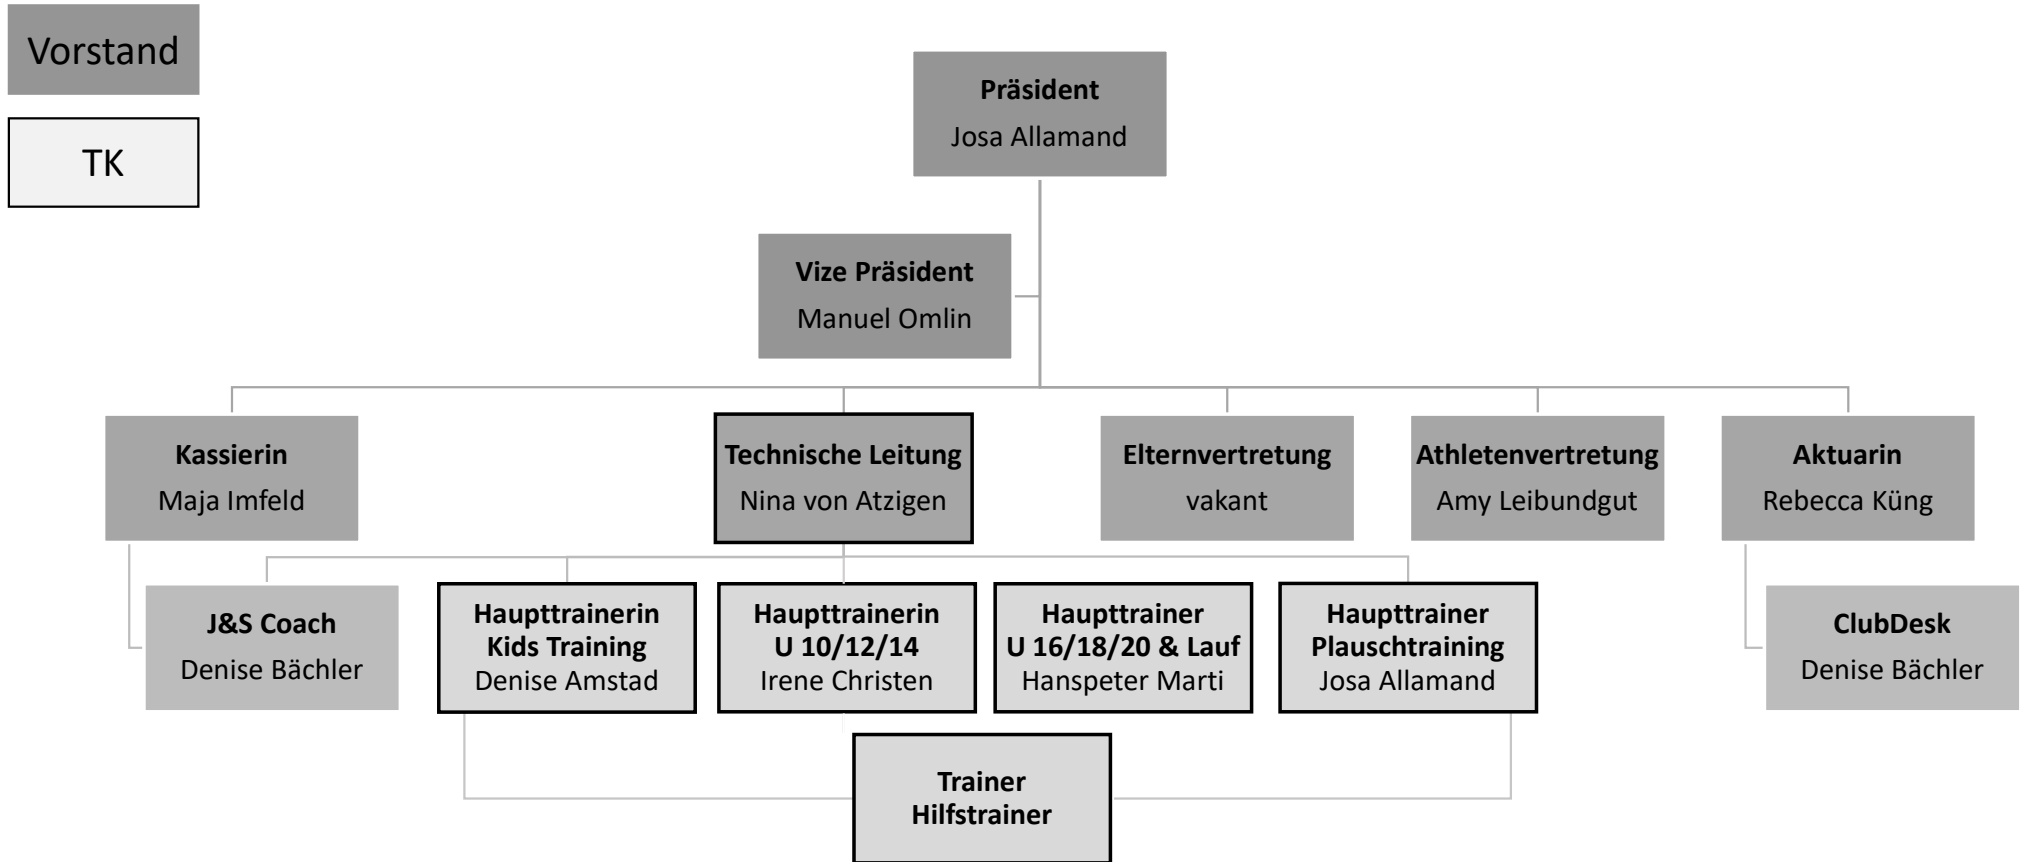 Vorstand
TK
Präsident
Josa Allamand
Vize Präsident
Manuel Omlin
Kassierin
Maja Imfeld
Technische Leitung
Nina von Atzigen
Elternvertretung
vakant
Athletenvertretung
Amy Leibundgut
Aktuarin
Rebecca Küng
J&S Coach
Denise Bächler
Haupttrainerin
Kids Training
Denise Amstad
Haupttrainerin
U 10/12/14
Irene Christen
Haupttrainer
U 16/18/20 & Lauf
Hanspeter Marti
Haupttrainer
Plauschtraining
Josa Allamand
ClubDesk
Denise Bächler
Trainer
Hilfstrainer